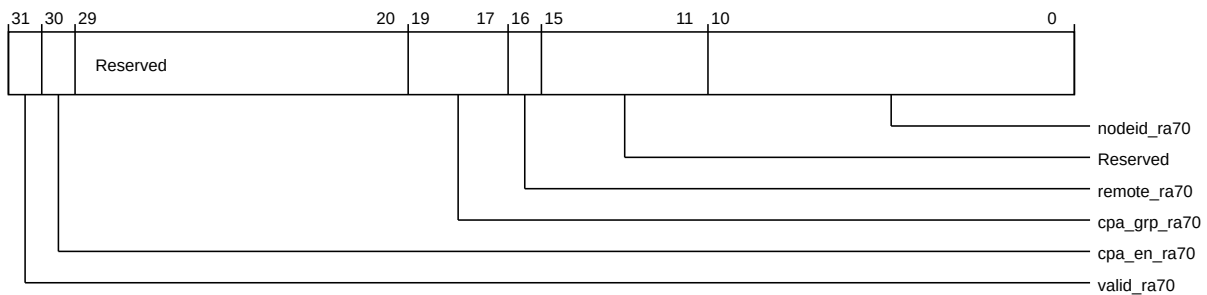 31 30 29 20 19 17 16 15 11 10 0
Reserved
nodeid_ra70
Reserved
remote_ra70
cpa_grp_ra70
cpa_en_ra70
valid_ra70